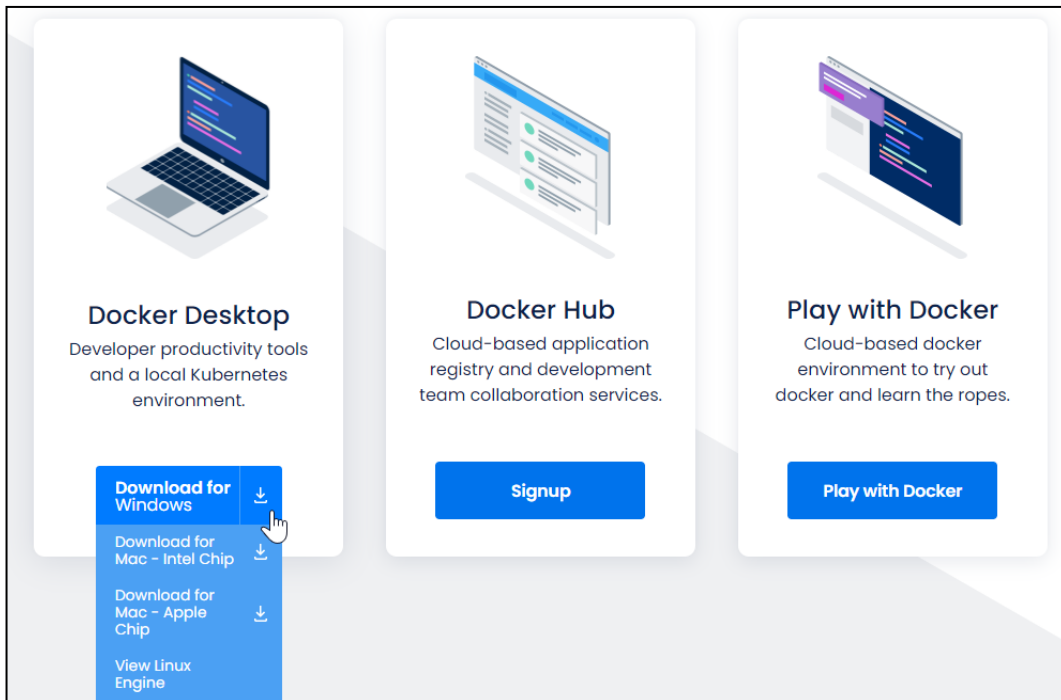 Docker Desktop
Developer productivity tools
and a local Kubernetes
environment.
Download for
Windows
Download for
Mac - Intel Chip
Download for
Mac - Apple
Chip
View Linux
Engine
Docker Hub
Cloud-based application
registry and development
team collaboration services.
Signup
Play with Docker
Cloud-based docker
environment to try out
docker and learn the ropes.
Play with Docker